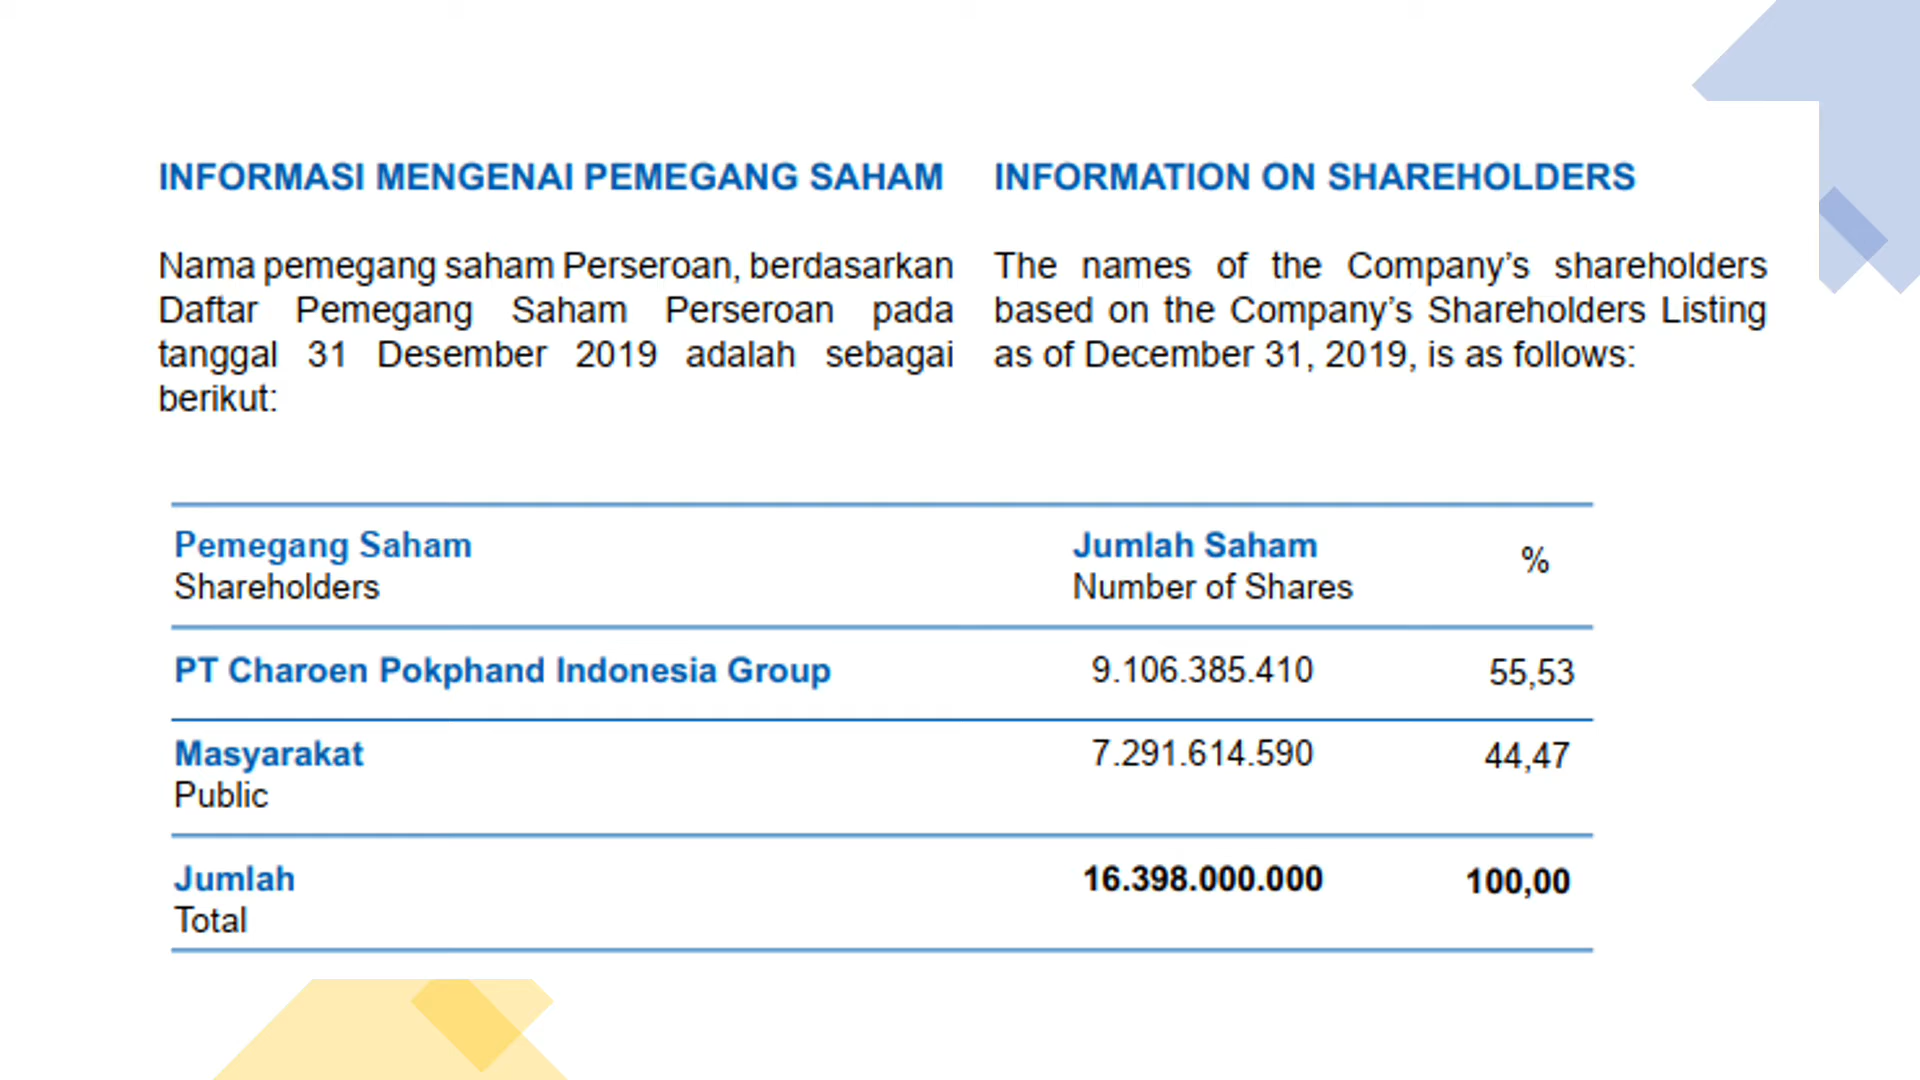 INFORMASI MENGENAI PEMEGANG SAHAM
Nama pemegang saham Perseroan, berdasarkan
Daftar Pemegang Saham Perseroan pada
tanggal 31 Desember 2019 adalah sebagai
berikut:
INFORMATION ON SHAREHOLDERS
The names of the Company's shareholders
based on the Company's Shareholders Listing
as of December 31, 2019, is as follows:
Pemegang Saham
Shareholders
Jumlah Saham
Number of Shares
%
PT Charoen Pokphand Indonesia Group 9.106.385.410 55,53
Masyarakat 7.291.614.590 44,47
Public
Jumlah 16.398.000.000 100,00
Total